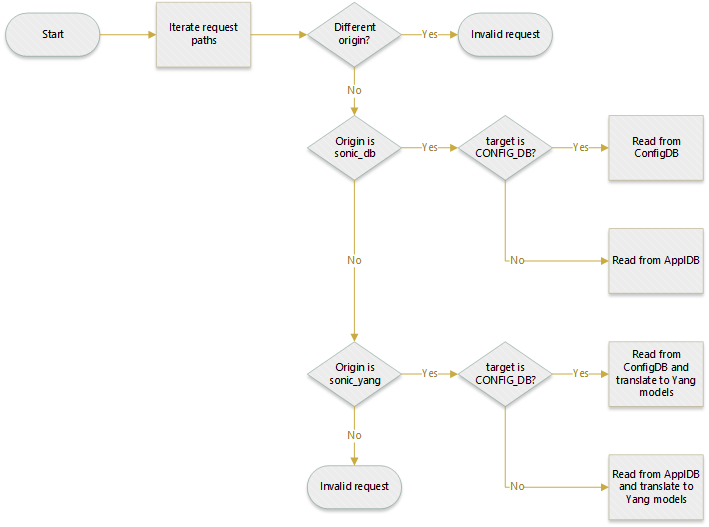 Start
Iterate request
paths
Different
origin?
Yes
Invalid request
No
Origin is
sonic_db
Yes
target is
CONFIG_DB?
Yes
Read from
ConfigDB
No
Read from ApplDB
No
Origin is
sonic_yang
Yes
target is
CONFIG_DB?
Yes
Read from
ConfigDB and
translate to Yang
models
No
Invalid request
No
Read from ApplDB
and translate to
Yang models